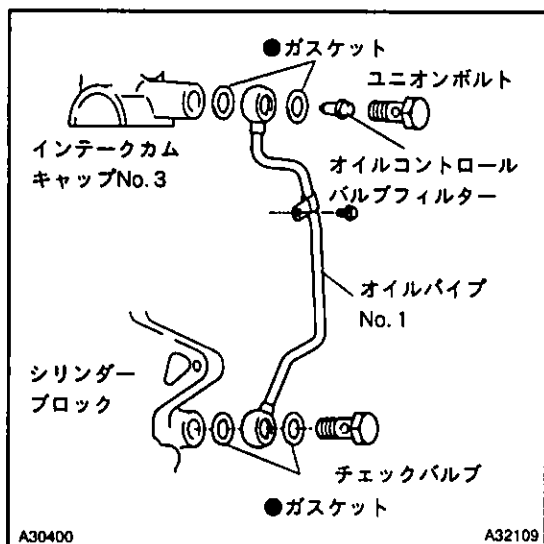 ●ガスケット
ユニオンボルト
インテークカム
キャップNo.3
オイルコントロール
バルブフィルター
オイルパイプ
No.1
シリンダー
ブロック
チェックバルブ
●ガスケット
A30400
A32109